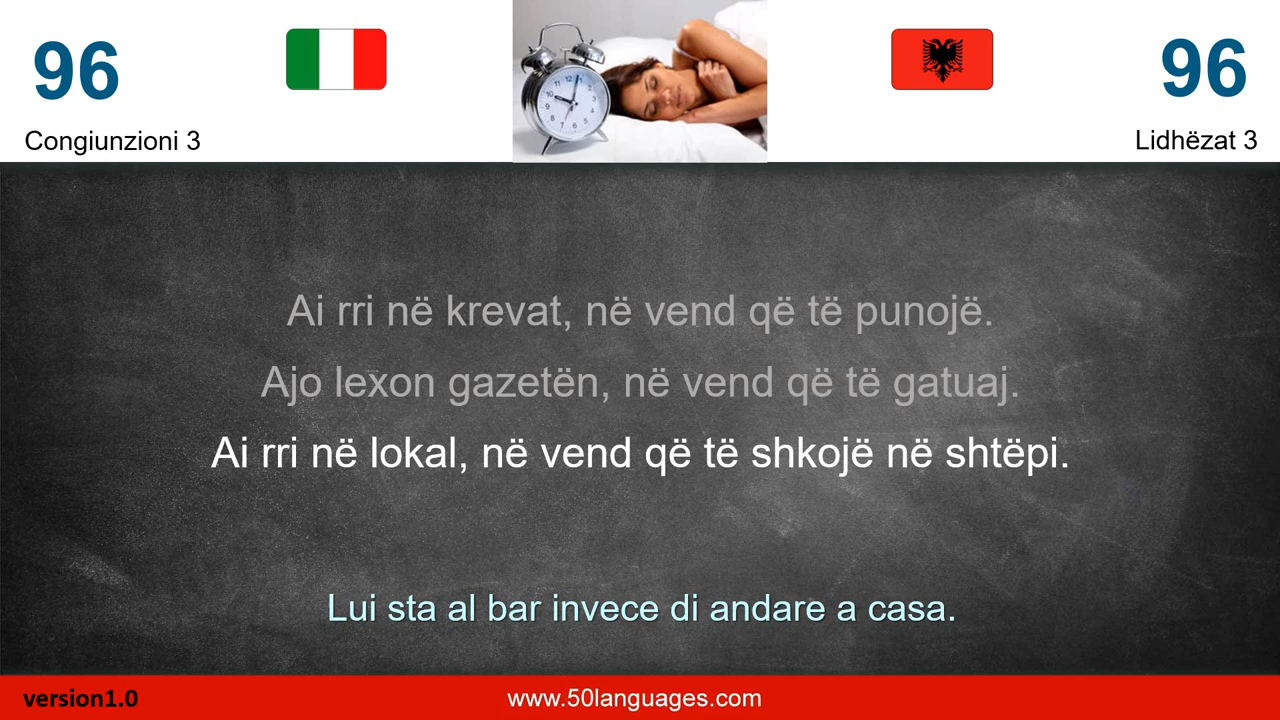 96
96
Congiunzioni 3
Lidhëzat 3
Ai rri në krevat, në vend që të punojë.
Ajo lexon gazetën, në vend që të gatuaj.
Ai rri në lokal, në vend që të shkojë në shtëpi.
Lui sta al bar invece di andare a casa.
version1.0
www.50languages.com